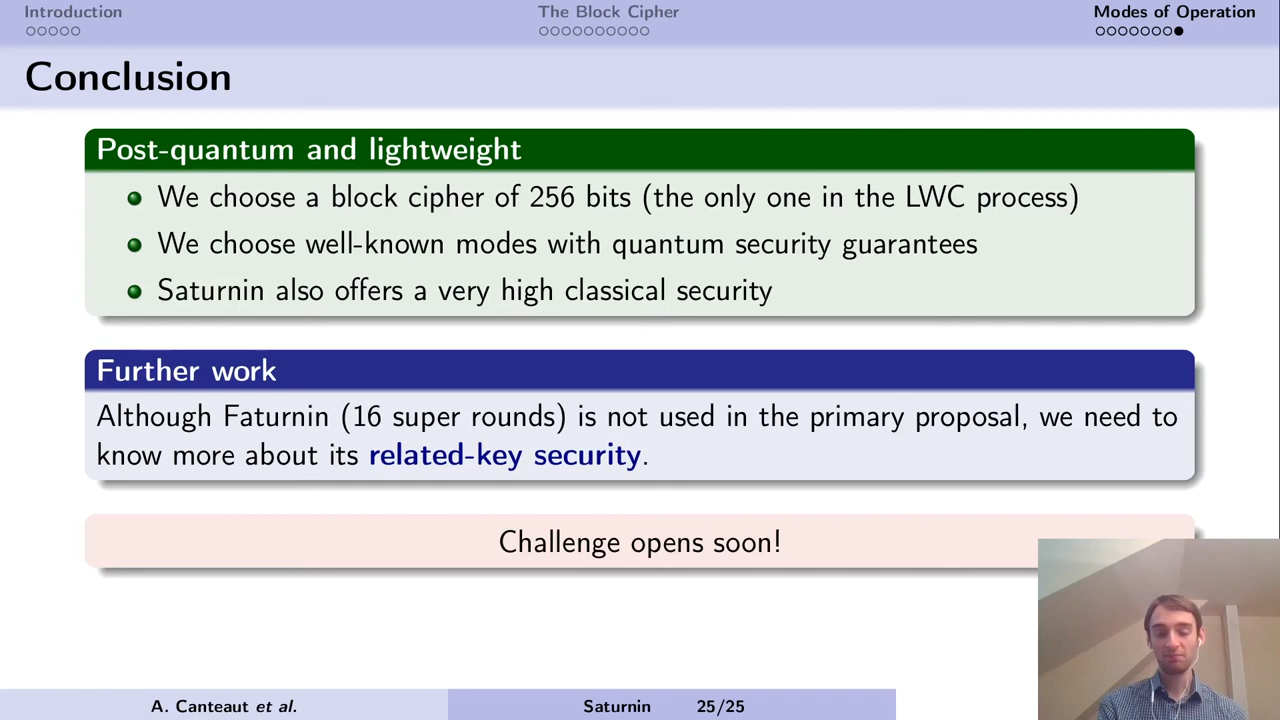 Introduction
The Block Cipher
Modes of Operation
Conclusion
Post-quantum and lightweight
We choose a block cipher of 256 bits (the only one in the LWC process)
We choose well-known modes with quantum security guarantees
Saturnin also offers a very high classical security
Further work
Although Faturnin (16 super rounds) is not used in the primary proposal, we need to
know more about its related-key security.
Challenge opens soon!
A. Canteaut et al.
Saturnin 25/25